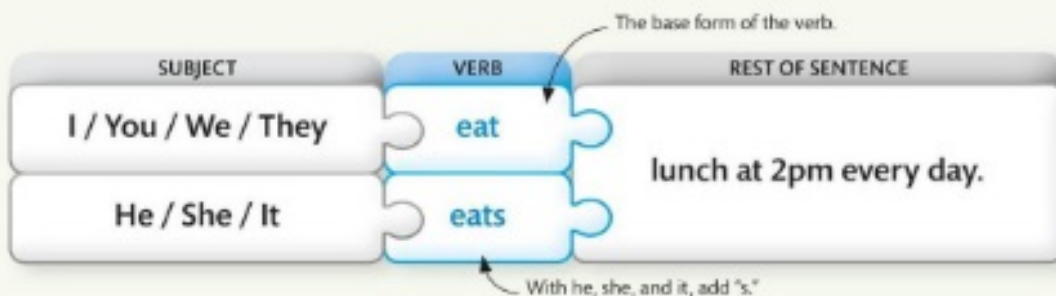 The base form of the verb.
SUBJECT VERB REST OF SENTENCE
I / You / We / They eat
lunch at 2pm every day.
He / She / It eats
With he, she, and it, add "s."